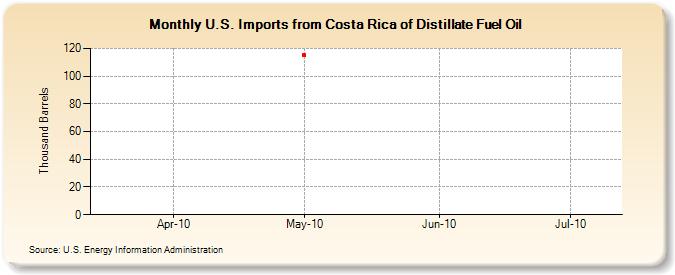 Monthly U.S. Imports from Costa Rica of Distillate Fuel Oil
Thousand Barrels
120
100
80
60
40
20
0
Apr-10
May-10
Jun-10
Jul-10
Source: U.S. Energy Information Administration